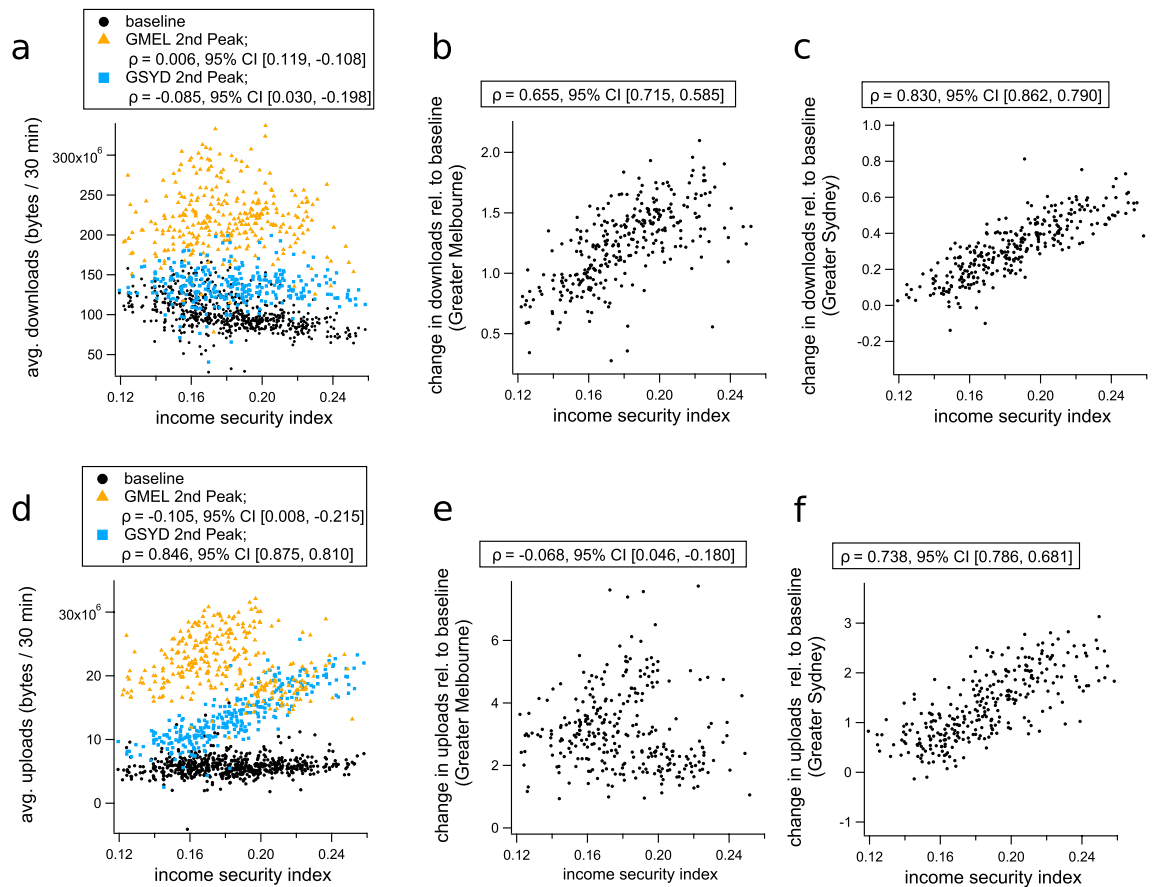 a
baseline
GMEL 2nd Peak;
ρ = 0.006, 95% CI [0.119, -0.108]
GSYD 2nd Peak;
ρ = -0.085, 95% CI [0.030, -0.198]
avg. downloads (bytes / 30 min)
300x10⁶
250
200
150
100
50
0.12
0.16
0.20
0.24
income security index
b
ρ = 0.655, 95% CI [0.715, 0.585]
change in downloads rel. to baseline
(Greater Melbourne)
2.0
1.5
1.0
0.5
0.12
0.16
0.20
0.24
income security index
c
ρ = 0.830, 95% CI [0.862, 0.790]
change in downloads rel. to baseline
(Greater Sydney)
1.0
0.8
0.6
0.4
0.2
0.0
-0.2
0.12
0.16
0.20
0.24
income security index
d
baseline
GMEL 2nd Peak;
ρ = -0.105, 95% CI [0.008, -0.215]
GSYD 2nd Peak;
ρ = 0.846, 95% CI [0.875, 0.810]
avg. uploads (bytes / 30 min)
30x10⁶
20
10
0
0.12
0.16
0.20
0.24
income security index
e
ρ = -0.068, 95% CI [0.046, -0.180]
change in uploads rel. to baseline
(Greater Melbourne)
6
4
2
0
0.12
0.16
0.20
0.24
income security index
f
ρ = 0.738, 95% CI [0.786, 0.681]
change in uploads rel. to baseline
(Greater Sydney)
3
2
1
0
-1
0.12
0.16
0.20
0.24
income security index